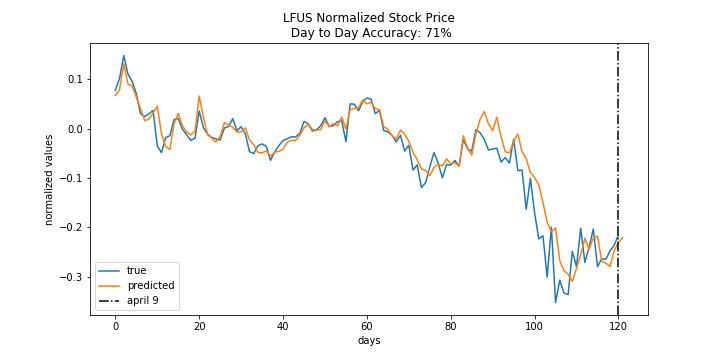 LFUS Normalized Stock Price
Day to Day Accuracy: 71%
normalized values
0.1
0.0
−0.1
−0.2
−0.3
true
predicted
april 9
0
20
40
60
80
100
120
days